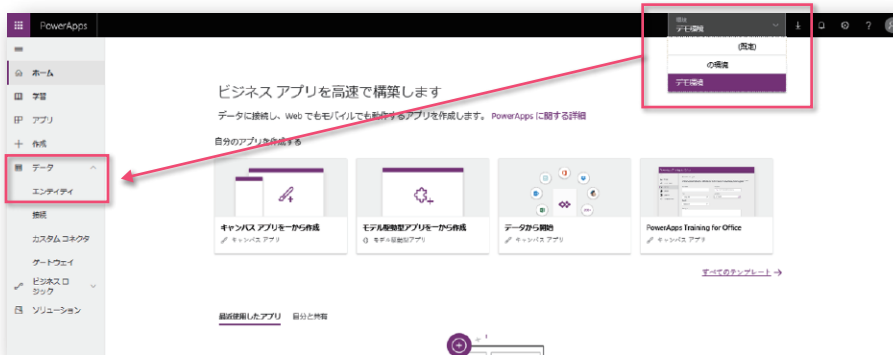 PowerApps
環境
デモ環境
(既定)
の環境
デモ環境
ホーム
学習
アプリ
作成
データ
エンティティ
接続
カスタム コネクタ
ゲートウェイ
ビジネス ロ
ジック
ソリューション
ビジネス アプリを高速で構築します
データに接続し、Web でもモバイルでも動作するアプリを作成します。 PowerApps に関する詳細
自分のアプリを作成する
キャンバス アプリを一から作成
キャンバス アプリ
モデル駆動型アプリを一から作成
モデル駆動型アプリ
データから開始
キャンバス アプリ
PowerApps Training for Office
キャンバス アプリ
すべてのテンプレート
最近使用したアプリ 自分と共有